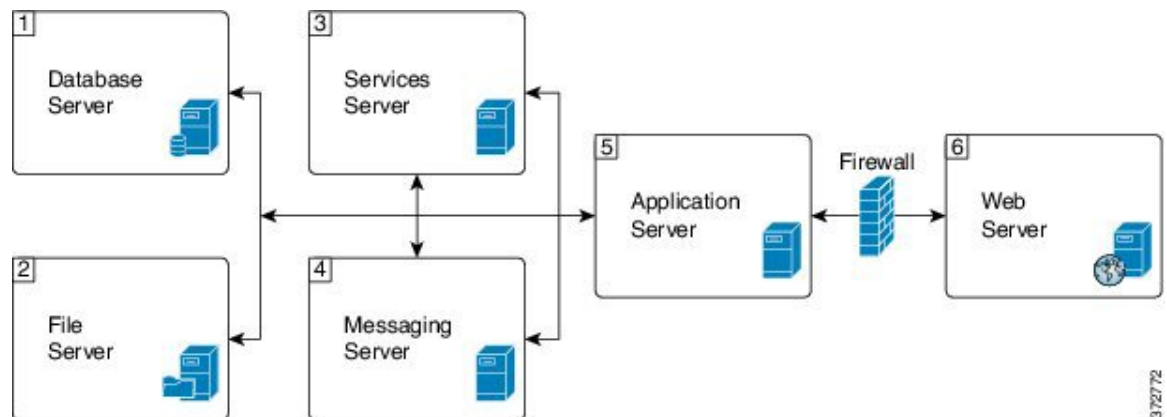 1
Database
Server
2
File
Server
3
Services
Server
4
Messaging
Server
5
Application
Server
Firewall
6
Web
Server
372772